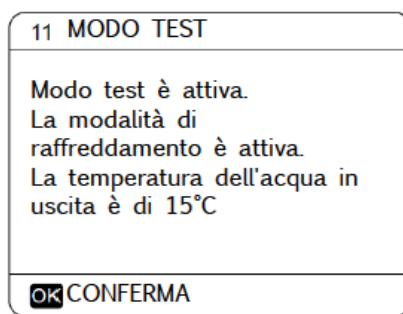 11 MODO TEST
Modo test è attiva.
La modalità di
raffreddamento è attiva.
La temperatura dell'acqua in
uscita è di 15°C
OK CONFERMA